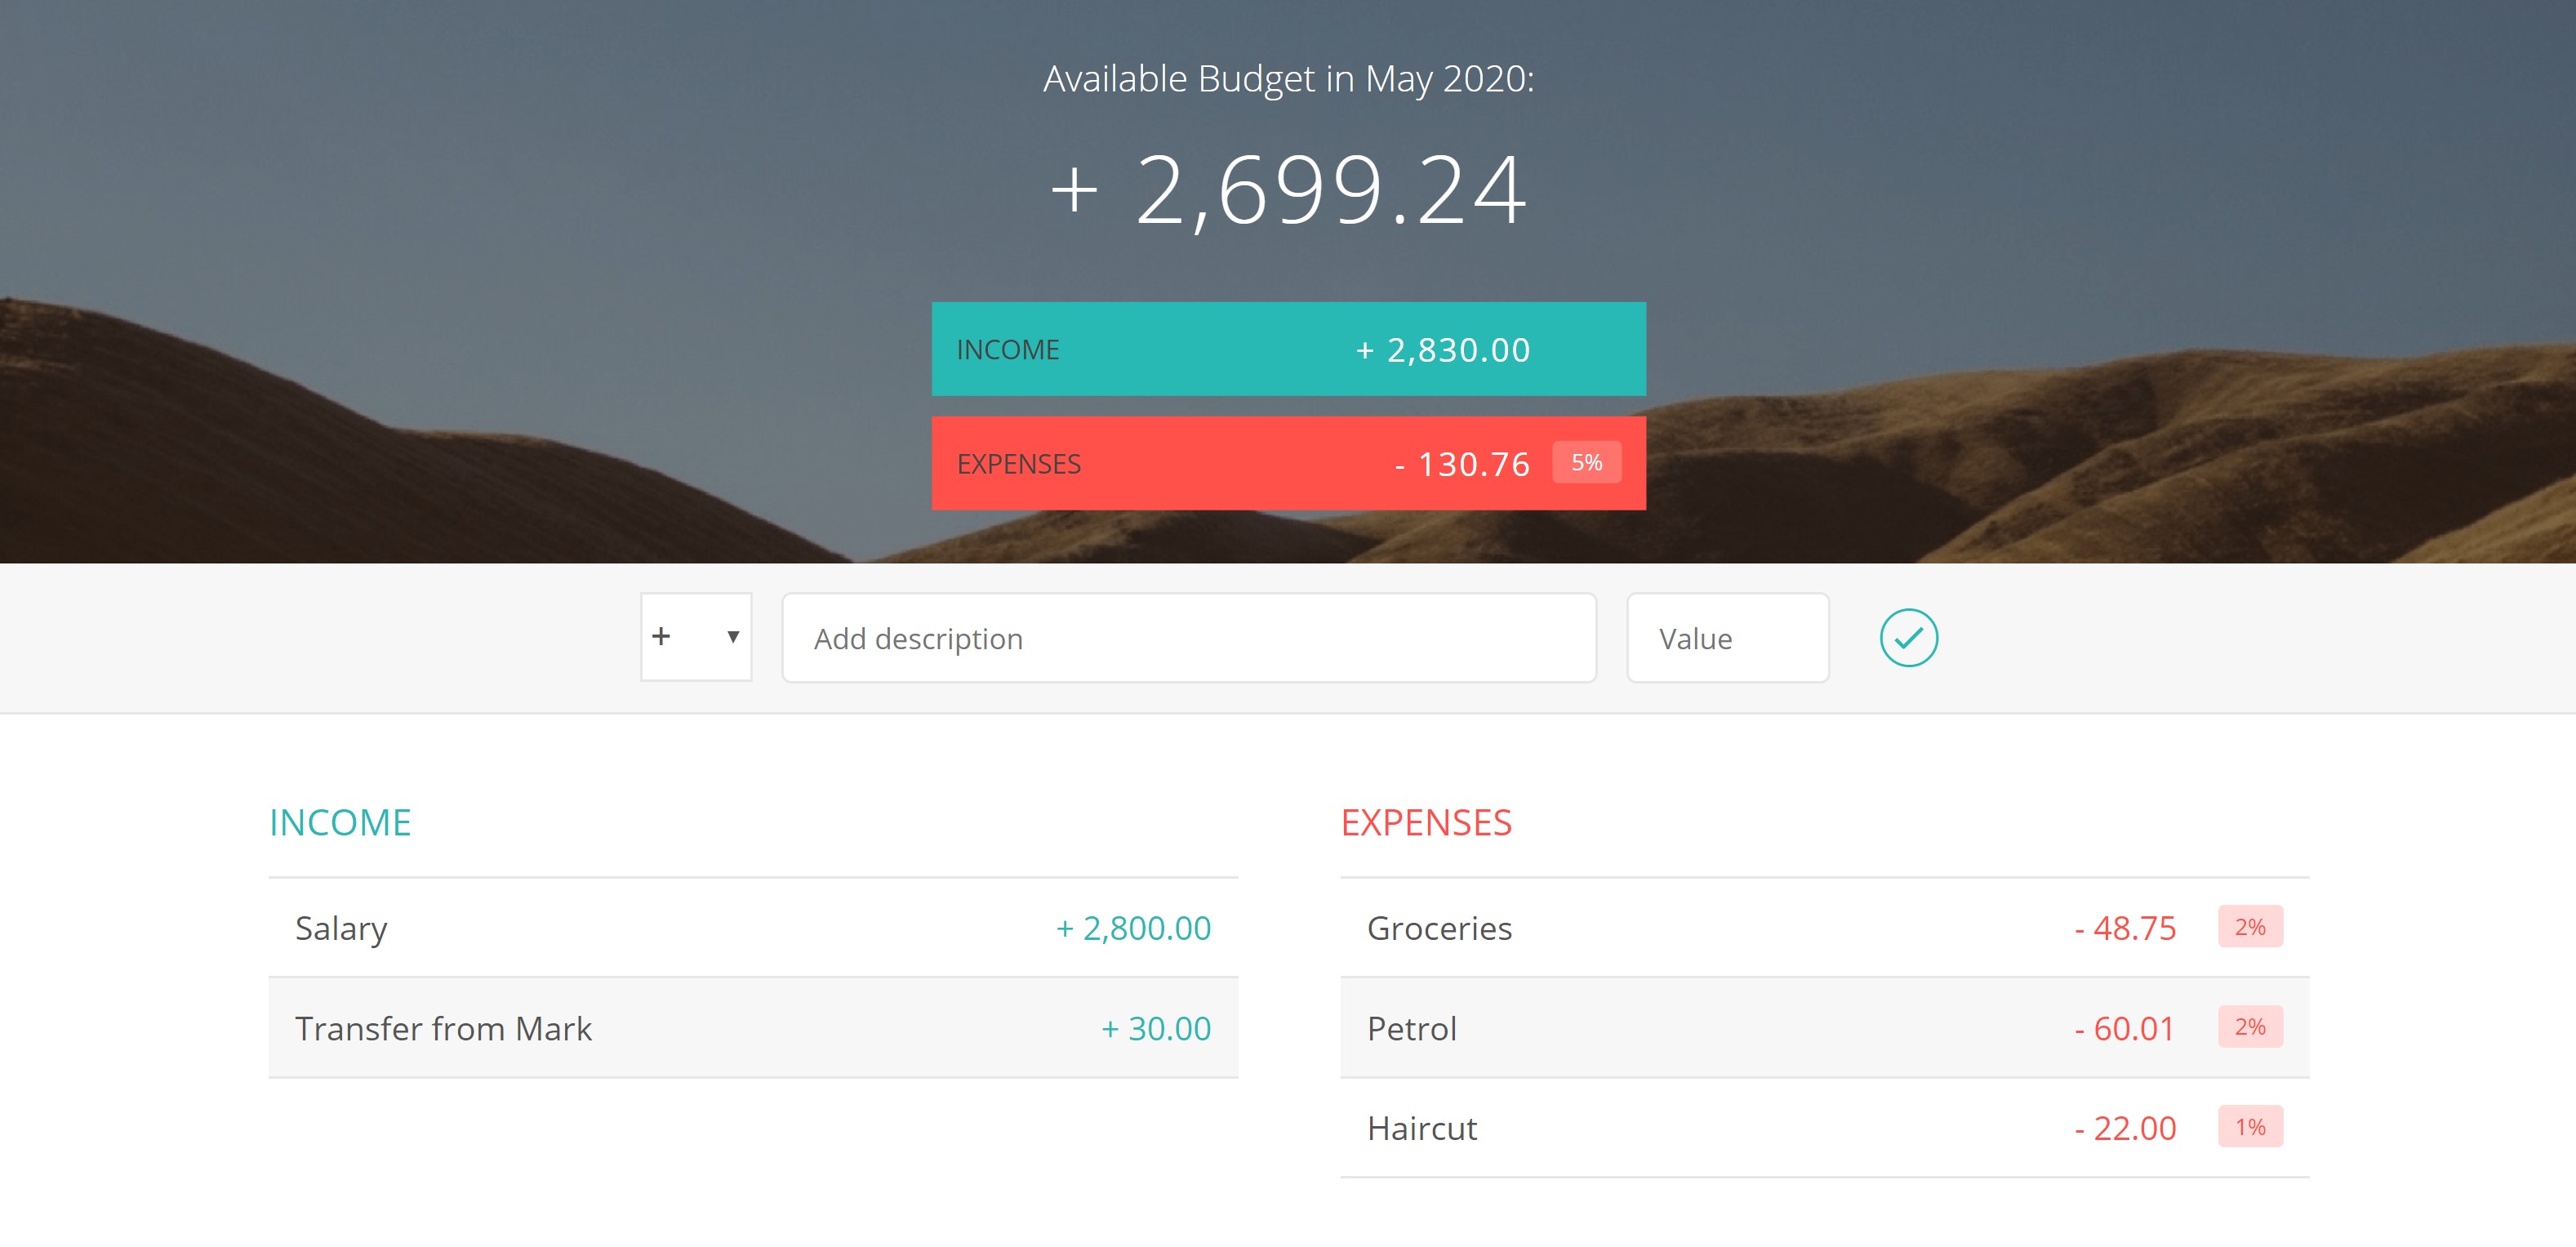 Available Budget in May 2020:
+ 2,699.24
INCOME + 2,830.00
EXPENSES - 130.76 5%
+ ▼ Add description Value
INCOME
Salary + 2,800.00
Transfer from Mark + 30.00
EXPENSES
Groceries - 48.75 2%
Petrol - 60.01 2%
Haircut - 22.00 1%